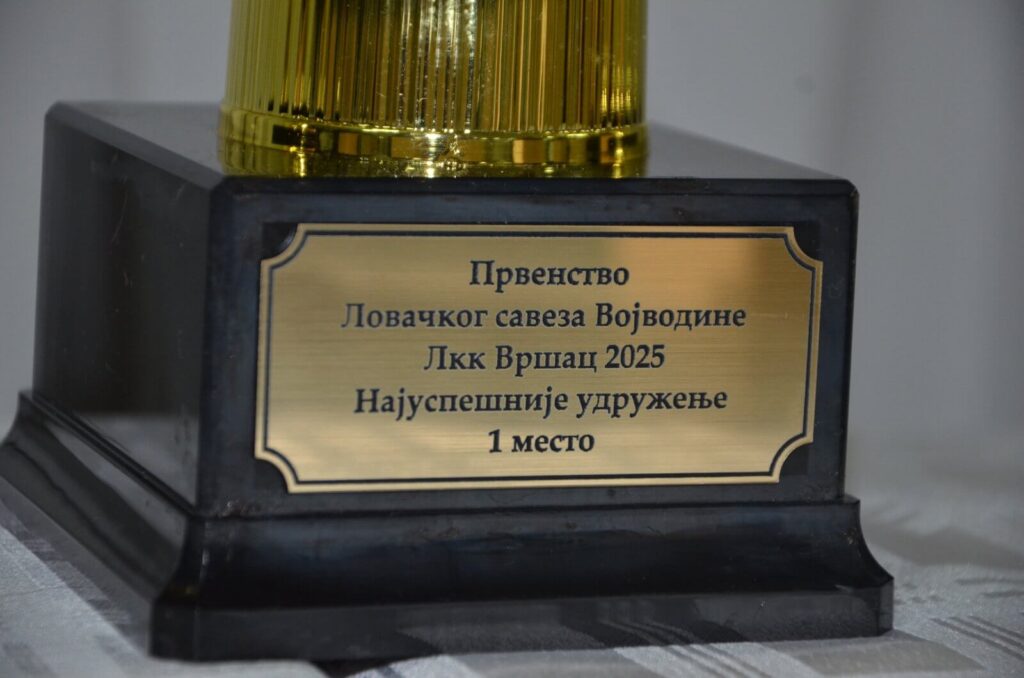 Првенство
Ловачког савеза Војводине
Лкк Вршац 2025
Најуспешније удружење
1 место